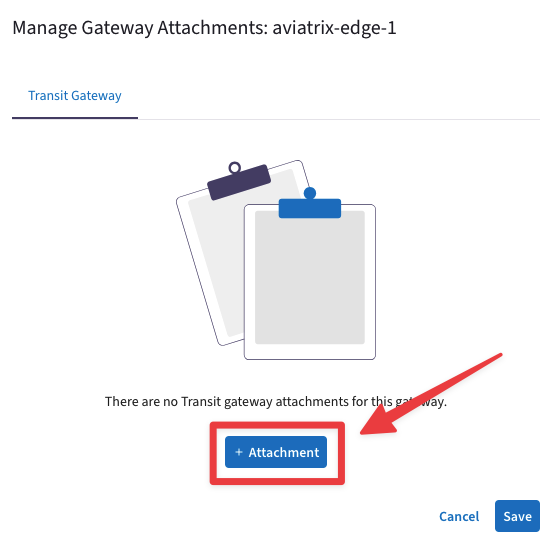 Manage Gateway Attachments: aviatrix-edge-1
Transit Gateway
There are no Transit gateway attachments for this gateway.
+ Attachment
Cancel
Save